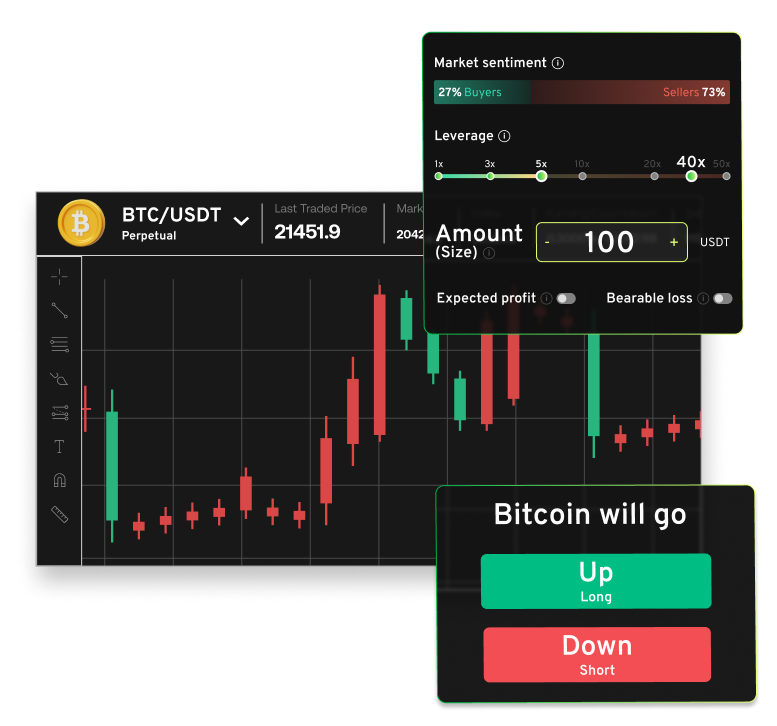 Market sentiment
27% Buyers Sellers 73%
Leverage
1x 3x 5x 10x 20x 40x 50x
Amount
(Size)
- 100 + USDT
Expected profit Bearable loss
BTC/USDT
Perpetual
Last Traded Price
21451.9
Mark
2042
T
Bitcoin will go
Up
Long
Down
Short